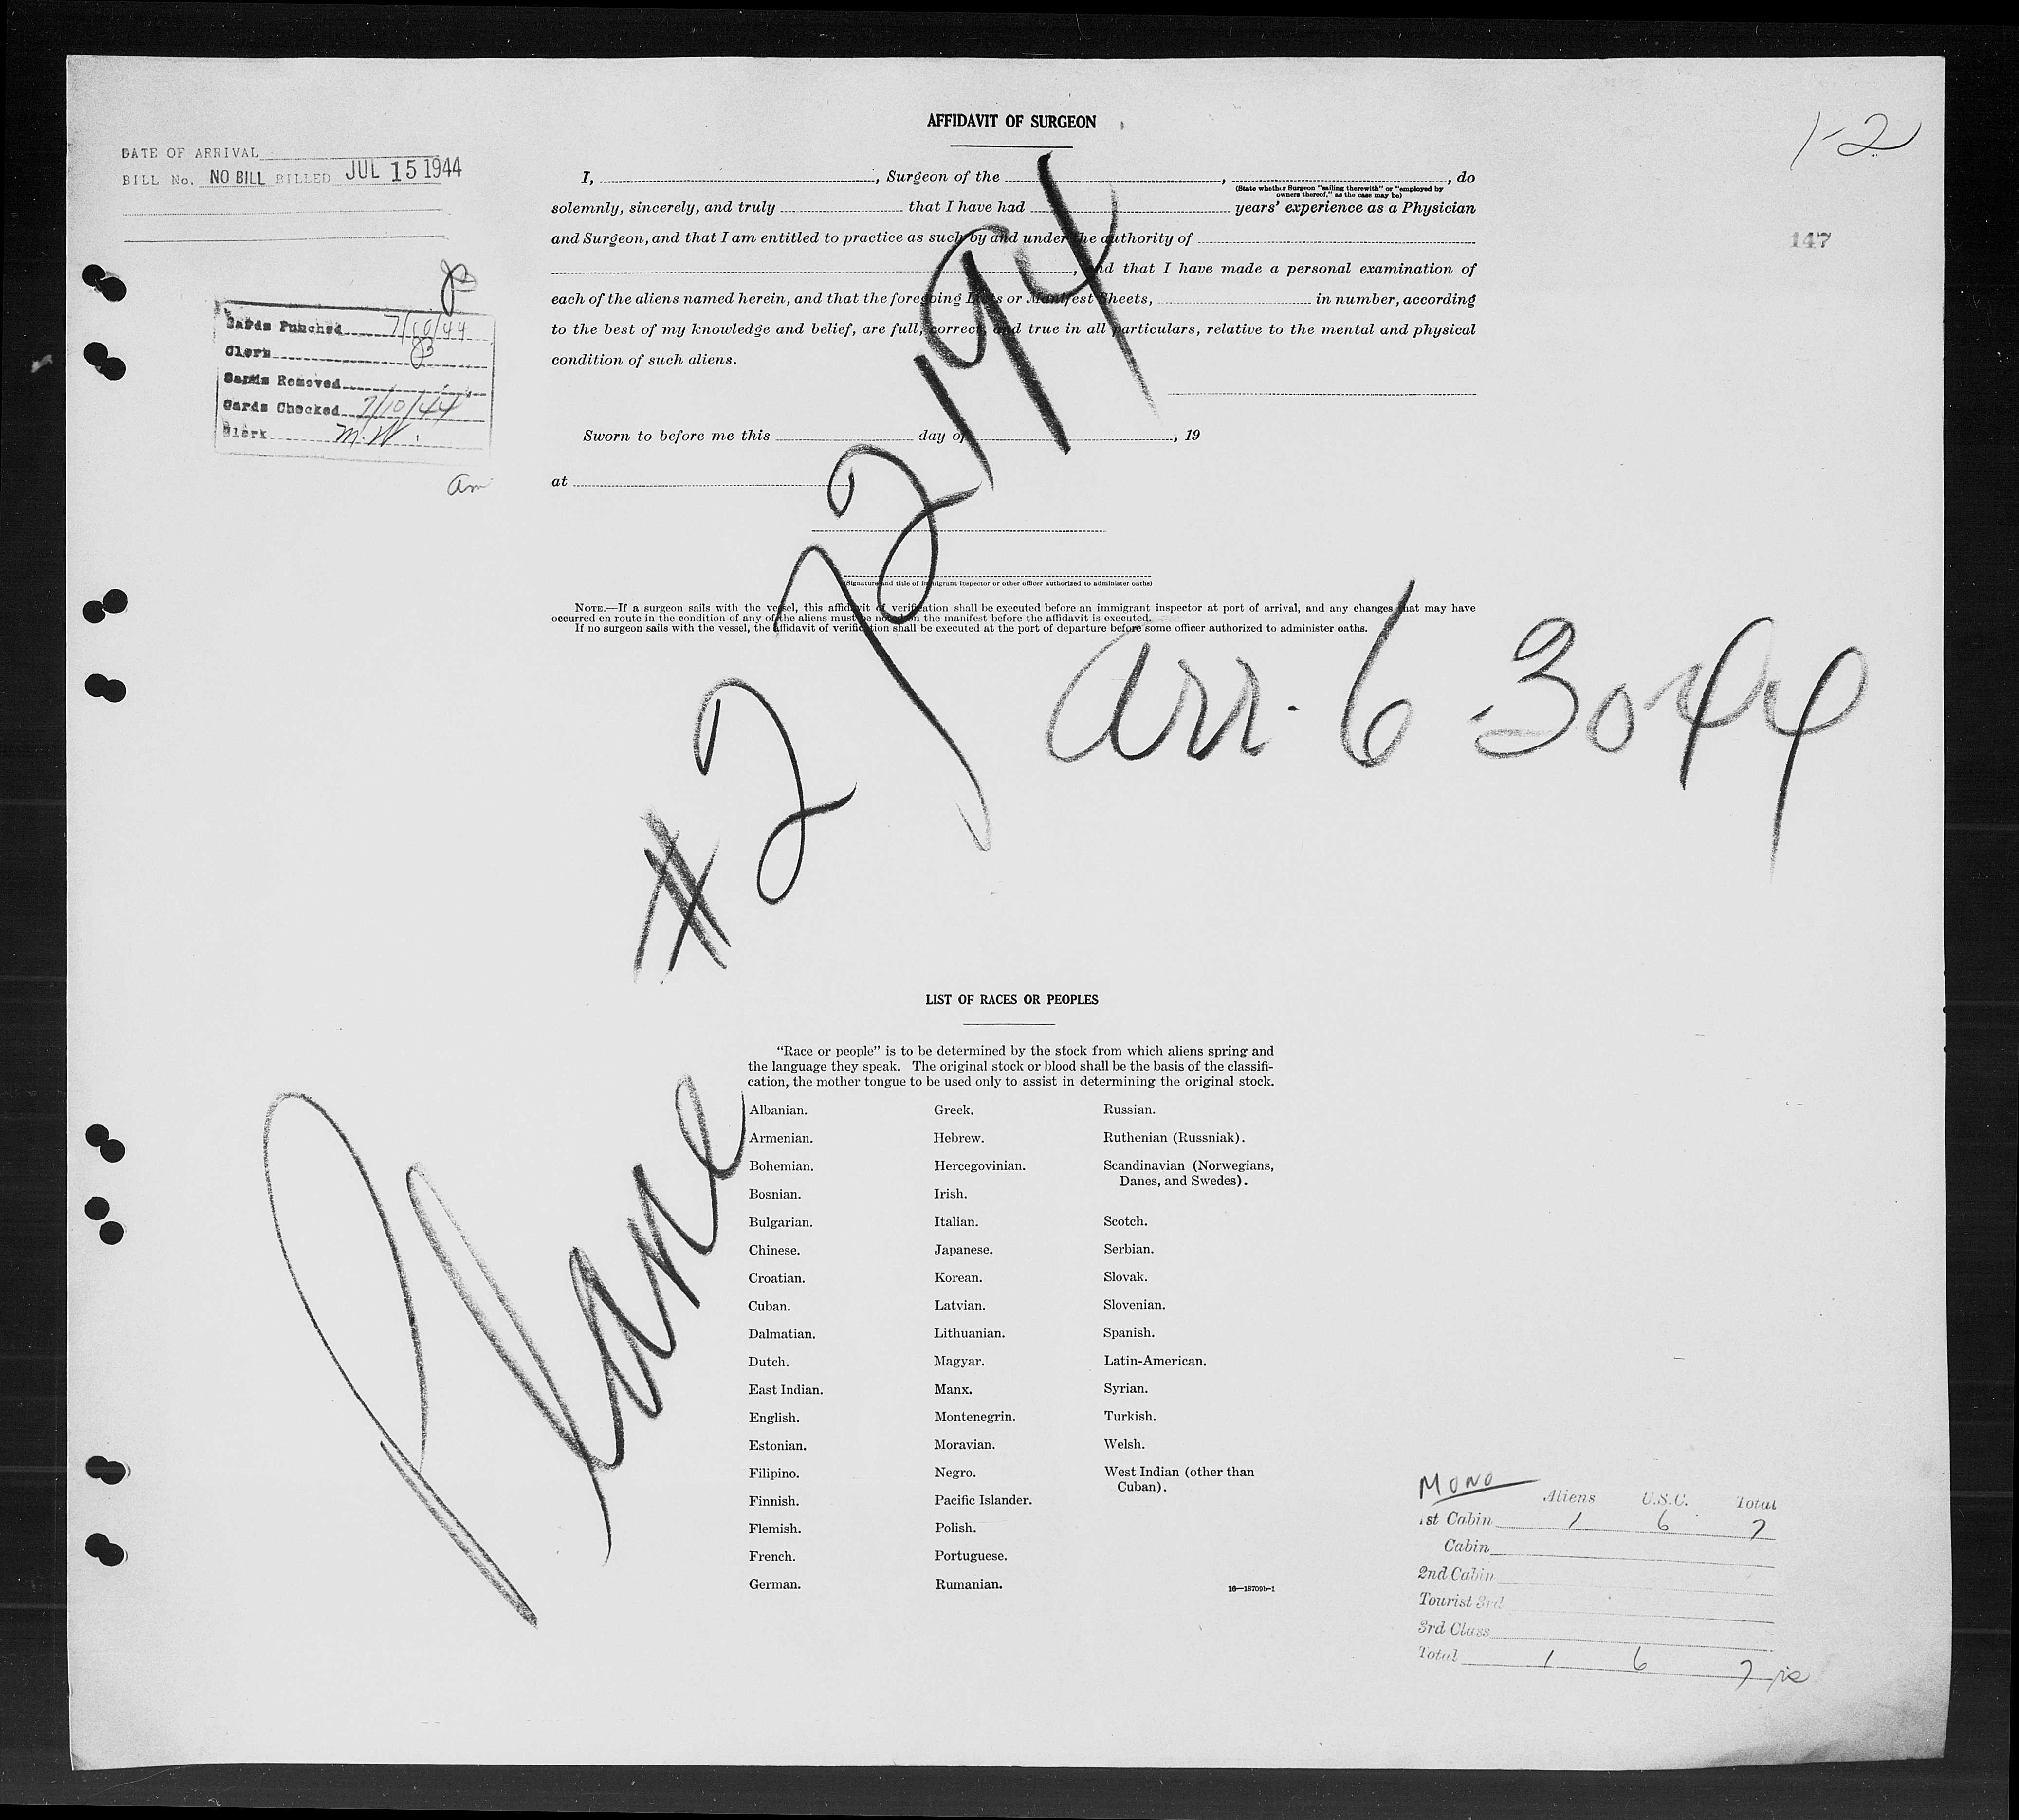 AFFIDAVIT OF SURGEON
1-2
DATE OF ARRIVAL
BILL No. NO BILL BILLED JUL 15 1944
147
I, , Surgeon of the , , do
(State whether Surgeon "sailing therewith" or "employed by
owners thereof," as the case may be)
solemnly, sincerely, and truly that I have had years' experience as a Physician
and Surgeon, and that I am entitled to practice as such by and under the authority of
, and that I have made a personal examination of
each of the aliens named herein, and that the foregoing Lists or Manifest Sheets, in number, according
to the best of my knowledge and belief, are full, correct, and true in all particulars, relative to the mental and physical
condition of such aliens.
Cards Punched 7/10/44
Clerk
Cards Removed
Cards Checked 7/10/44
Clerk M.W.
am
Sworn to before me this day of , 19
at
(Signature and title of immigrant inspector or other officer authorized to administer oaths)
NOTE.—If a surgeon sails with the vessel, this affidavit of verification shall be executed before an immigrant inspector at port of arrival, and any changes that may have
occurred en route in the condition of any of the aliens must be noted on the manifest before the affidavit is executed.
If no surgeon sails with the vessel, the affidavit of verification shall be executed at the port of departure before some officer authorized to administer oaths.
Plane #27294
arr. 6-30-44
LIST OF RACES OR PEOPLES
"Race or people" is to be determined by the stock from which aliens spring and
the language they speak. The original stock or blood shall be the basis of the classifi-
cation, the mother tongue to be used only to assist in determining the original stock.
Albanian.
Armenian.
Bohemian.
Bosnian.
Bulgarian.
Chinese.
Croatian.
Cuban.
Dalmatian.
Dutch.
East Indian.
English.
Estonian.
Filipino.
Finnish.
Flemish.
French.
German.
Greek.
Hebrew.
Hercegovinian.
Irish.
Italian.
Japanese.
Korean.
Latvian.
Lithuanian.
Magyar.
Manx.
Montenegrin.
Moravian.
Negro.
Pacific Islander.
Polish.
Portuguese.
Rumanian.
Russian.
Ruthenian (Russniak).
Scandinavian (Norwegians,
Danes, and Swedes).
Scotch.
Serbian.
Slovak.
Slovenian.
Spanish.
Latin-American.
Syrian.
Turkish.
Welsh.
West Indian (other than
Cuban).
16—18709b-1
MONO
Aliens U.S.C. Total
1st Cabin 1 6 7
Cabin
2nd Cabin
Tourist 3rd
3rd Class
Total 1 6 7